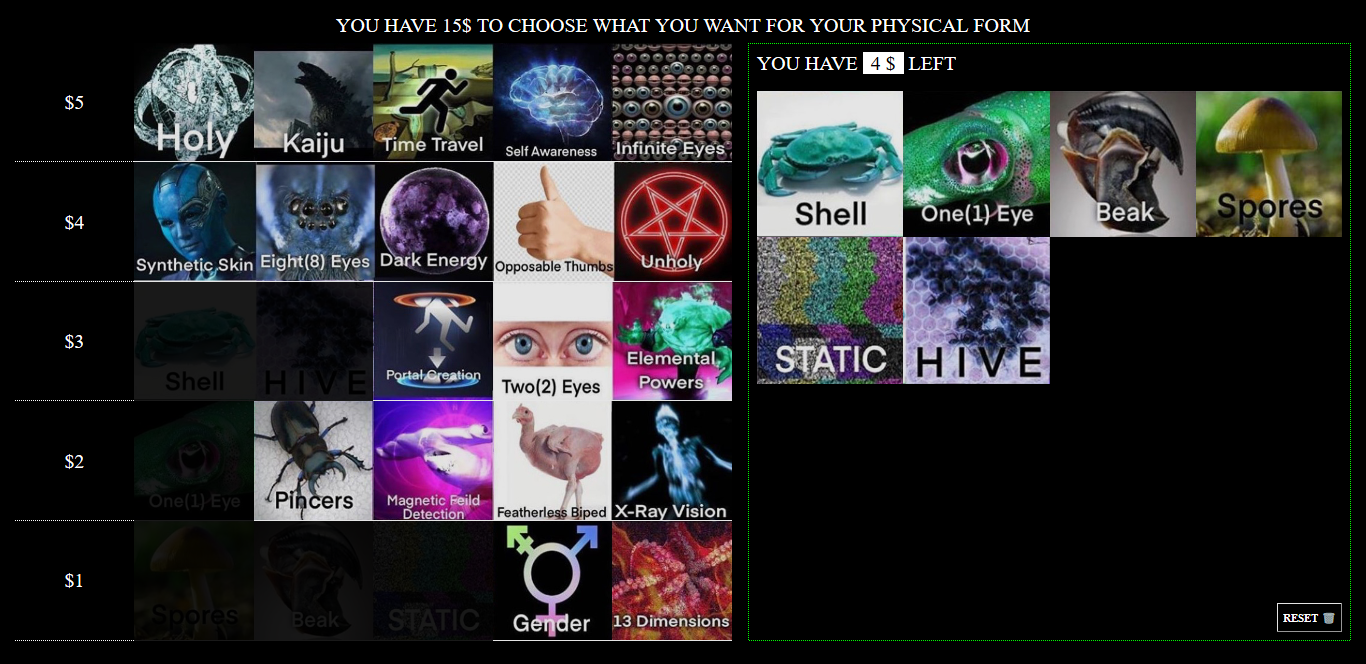 YOU HAVE 15$ TO CHOOSE WHAT YOU WANT FOR YOUR PHYSICAL FORM
$5
Holy
Kaiju
Time Travel
Self Awareness
Infinite Eyes
$4
Synthetic Skin
Eight(8) Eyes
Dark Energy
Opposable Thumbs
Unholy
$3
Shell
HIVE
Portal Creation
Two(2) Eyes
Elemental
Powers
$2
One(1) Eye
Pincers
Magnetic Feild
Detection
Featherless Biped
X-Ray Vision
$1
Spores
Beak
STATIC
Gender
13 Dimensions
YOU HAVE 4 $ LEFT
Shell
One(1) Eye
Beak
Spores
STATIC
HIVE
RESET